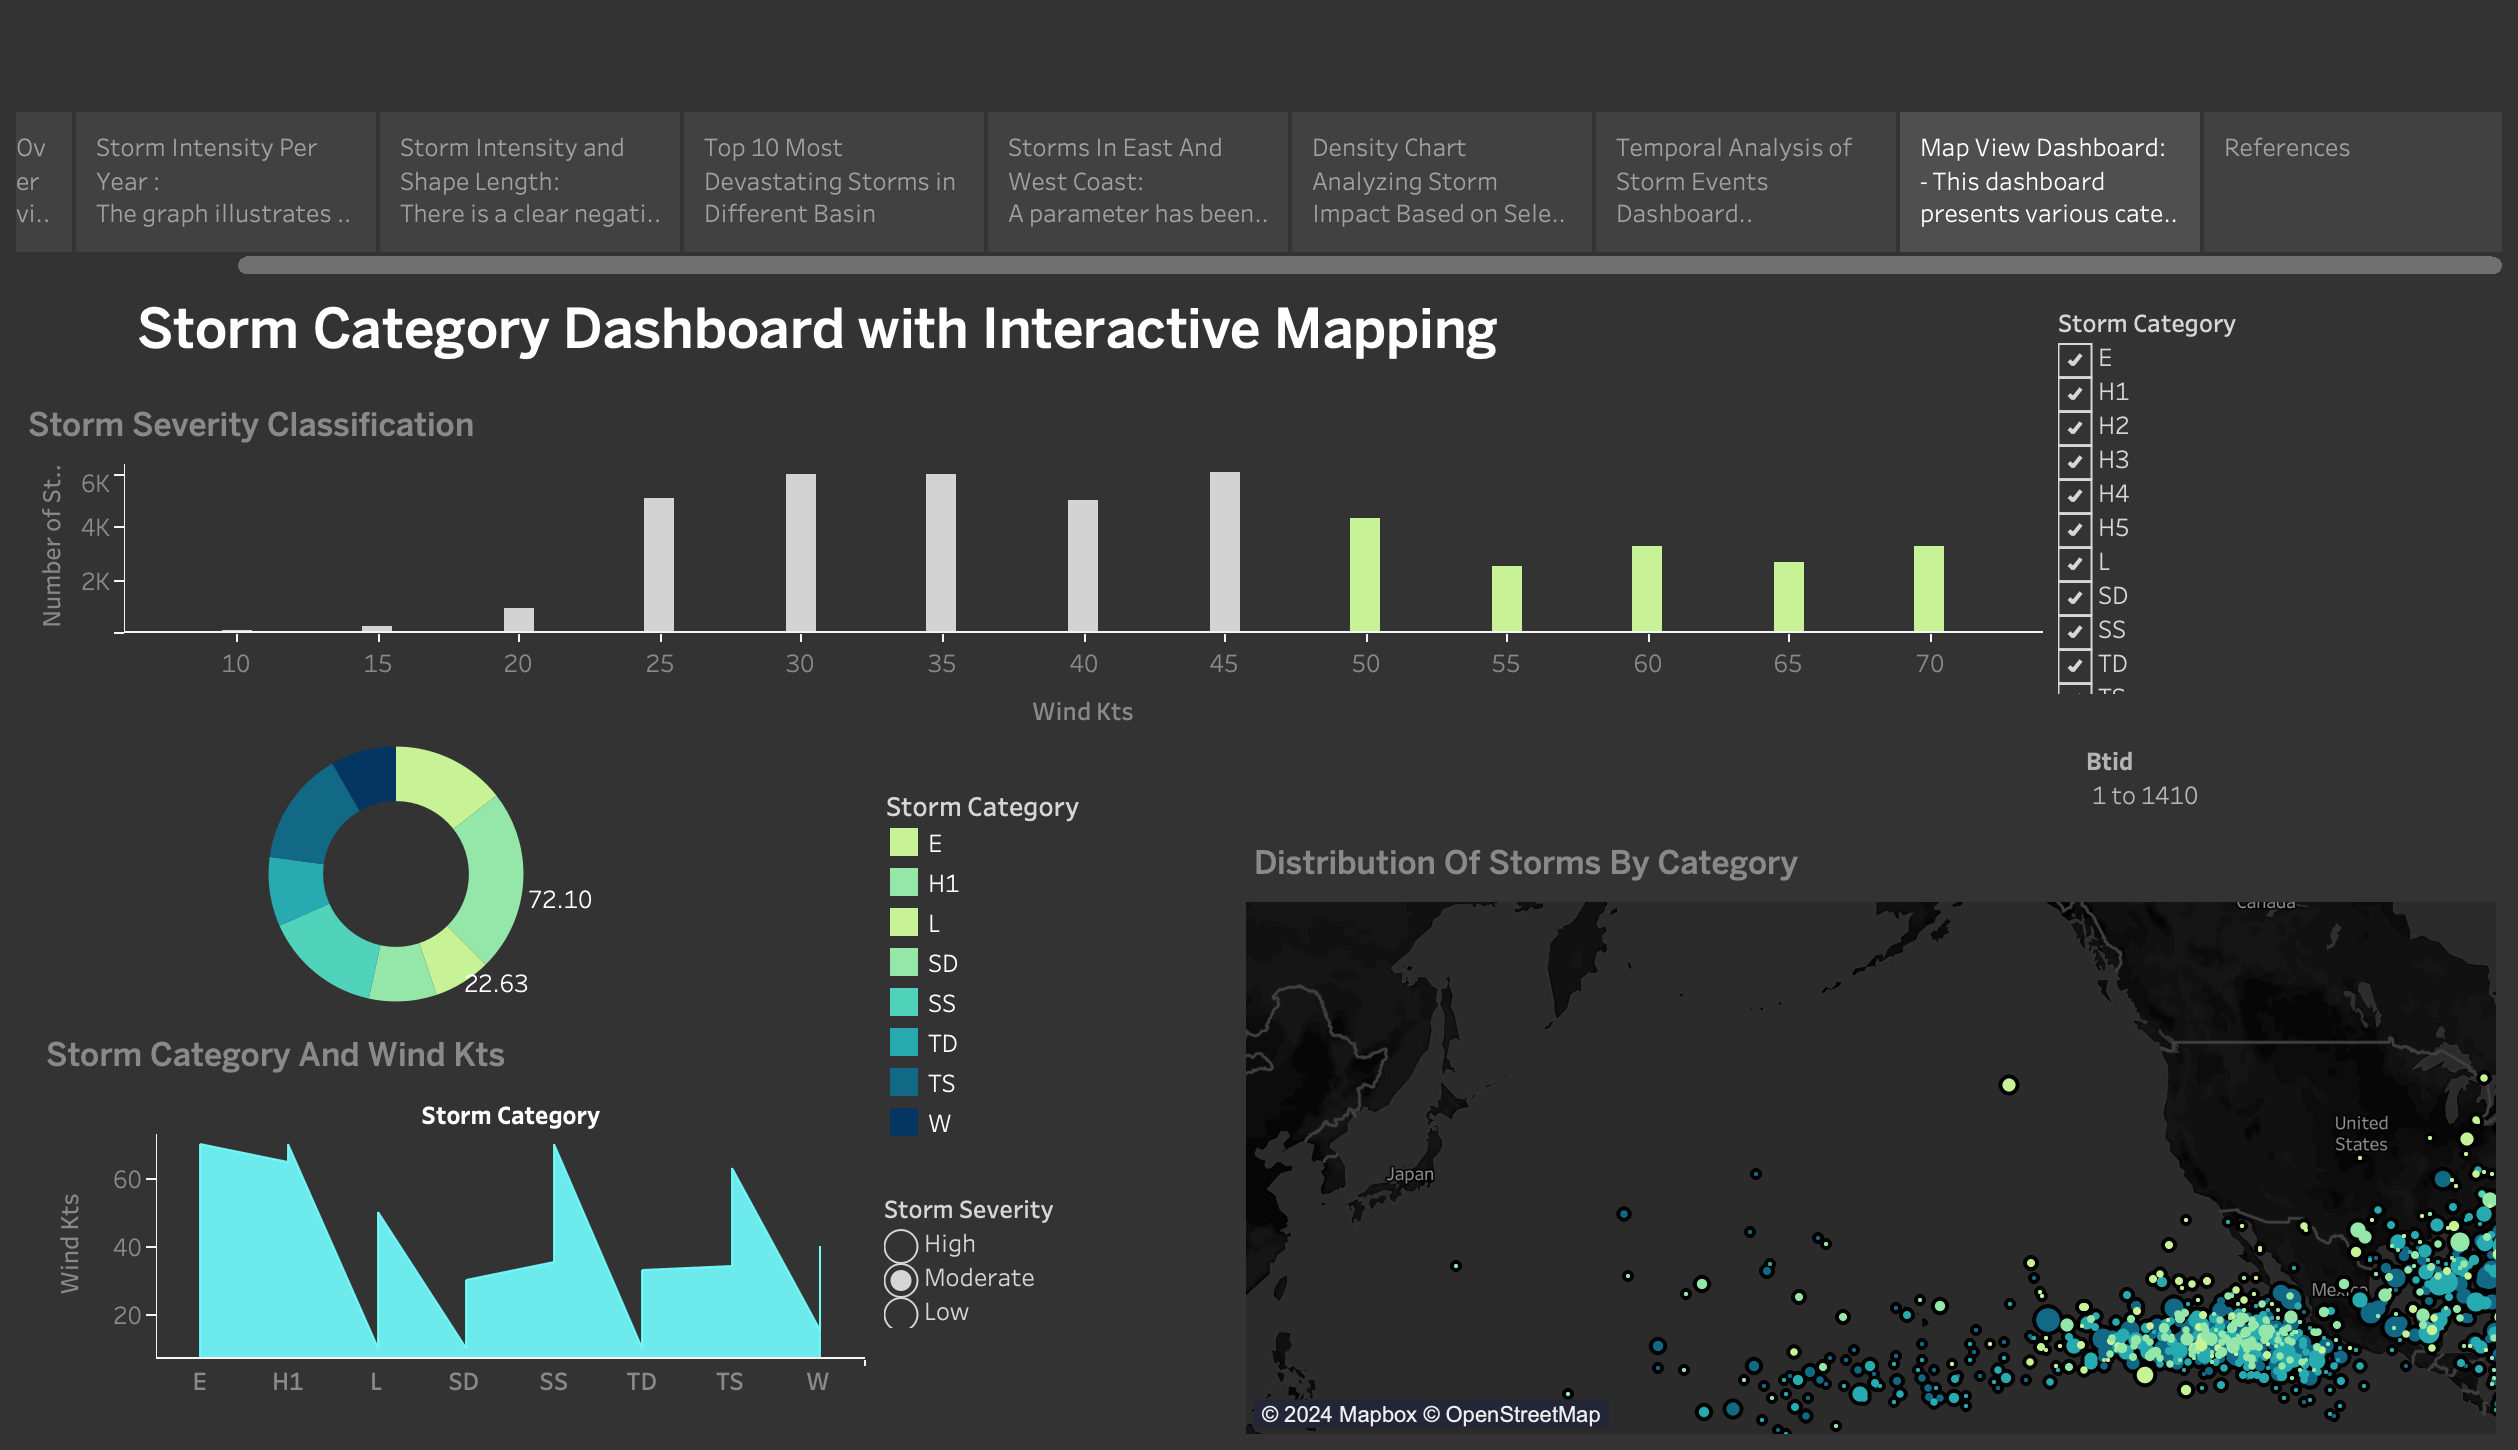 Ov
er
vi..
Storm Intensity Per
Year :
The graph illustrates ..
Storm Intensity and
Shape Length:
There is a clear negati..
Top 10 Most
Devastating Storms in
Different Basin
Storms In East And
West Coast:
A parameter has been..
Density Chart
Analyzing Storm
Impact Based on Sele..
Temporal Analysis of
Storm Events
Dashboard..
Map View Dashboard:
- This dashboard
presents various cate..
References
Storm Category Dashboard with Interactive Mapping
Storm Category
E
H1
H2
H3
H4
H5
L
SD
SS
TD
TS
Storm Severity Classification
Number of St..
6K
4K
2K
10
15
20
25
30
35
40
45
50
55
60
65
70
Wind Kts
Btid
1 to 1410
72.10
22.63
Storm Category
E
H1
L
SD
SS
TD
TS
W
Storm Severity
High
Moderate
Low
Storm Category And Wind Kts
Storm Category
Wind Kts
60
40
20
E
H1
L
SD
SS
TD
TS
W
Distribution Of Storms By Category
Canada
United
States
Japan
Mexico
© 2024 Mapbox © OpenStreetMap